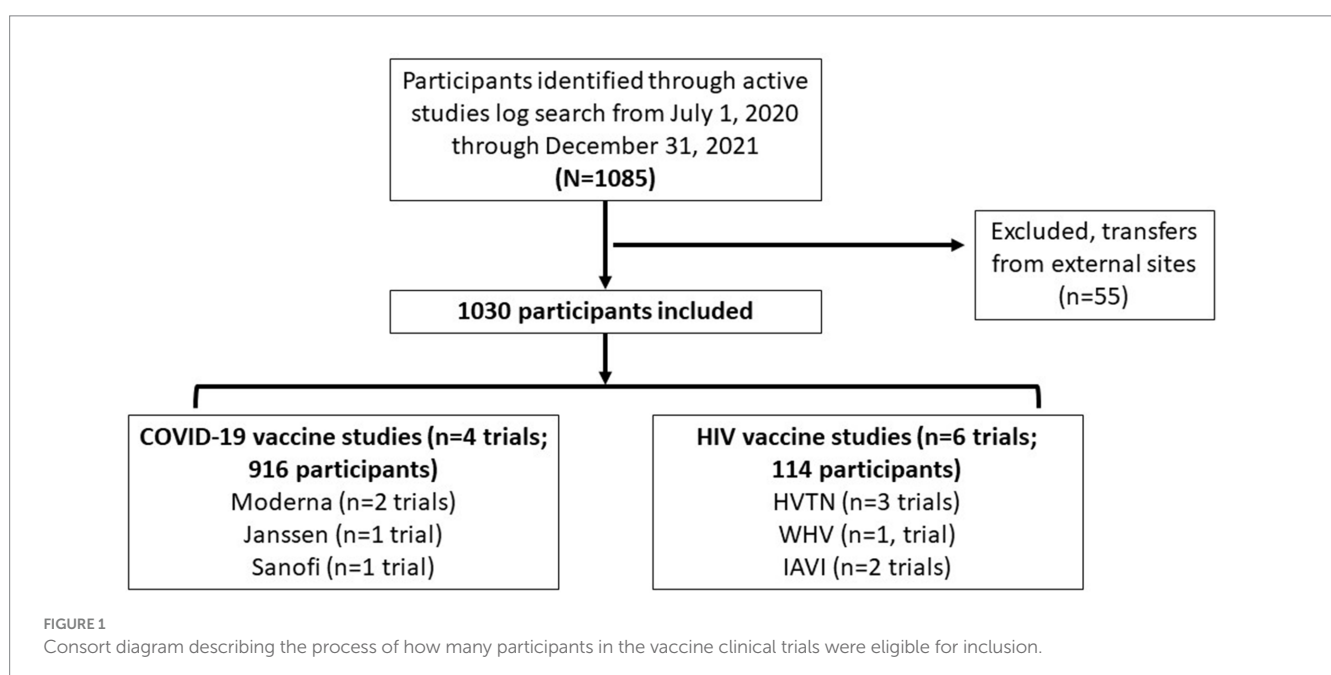 Participants identified through active
studies log search from July 1, 2020
through December 31, 2021
(N=1085)
Excluded, transfers
from external sites
(n=55)
1030 participants included
COVID-19 vaccine studies (n=4 trials;
916 participants)
Moderna (n=2 trials)
Janssen (n=1 trial)
Sanofi (n=1 trial)
HIV vaccine studies (n=6 trials;
114 participants)
HVTN (n=3 trials)
WHV (n=1, trial)
IAVI (n=2 trials)
FIGURE 1
Consort diagram describing the process of how many participants in the vaccine clinical trials were eligible for inclusion.